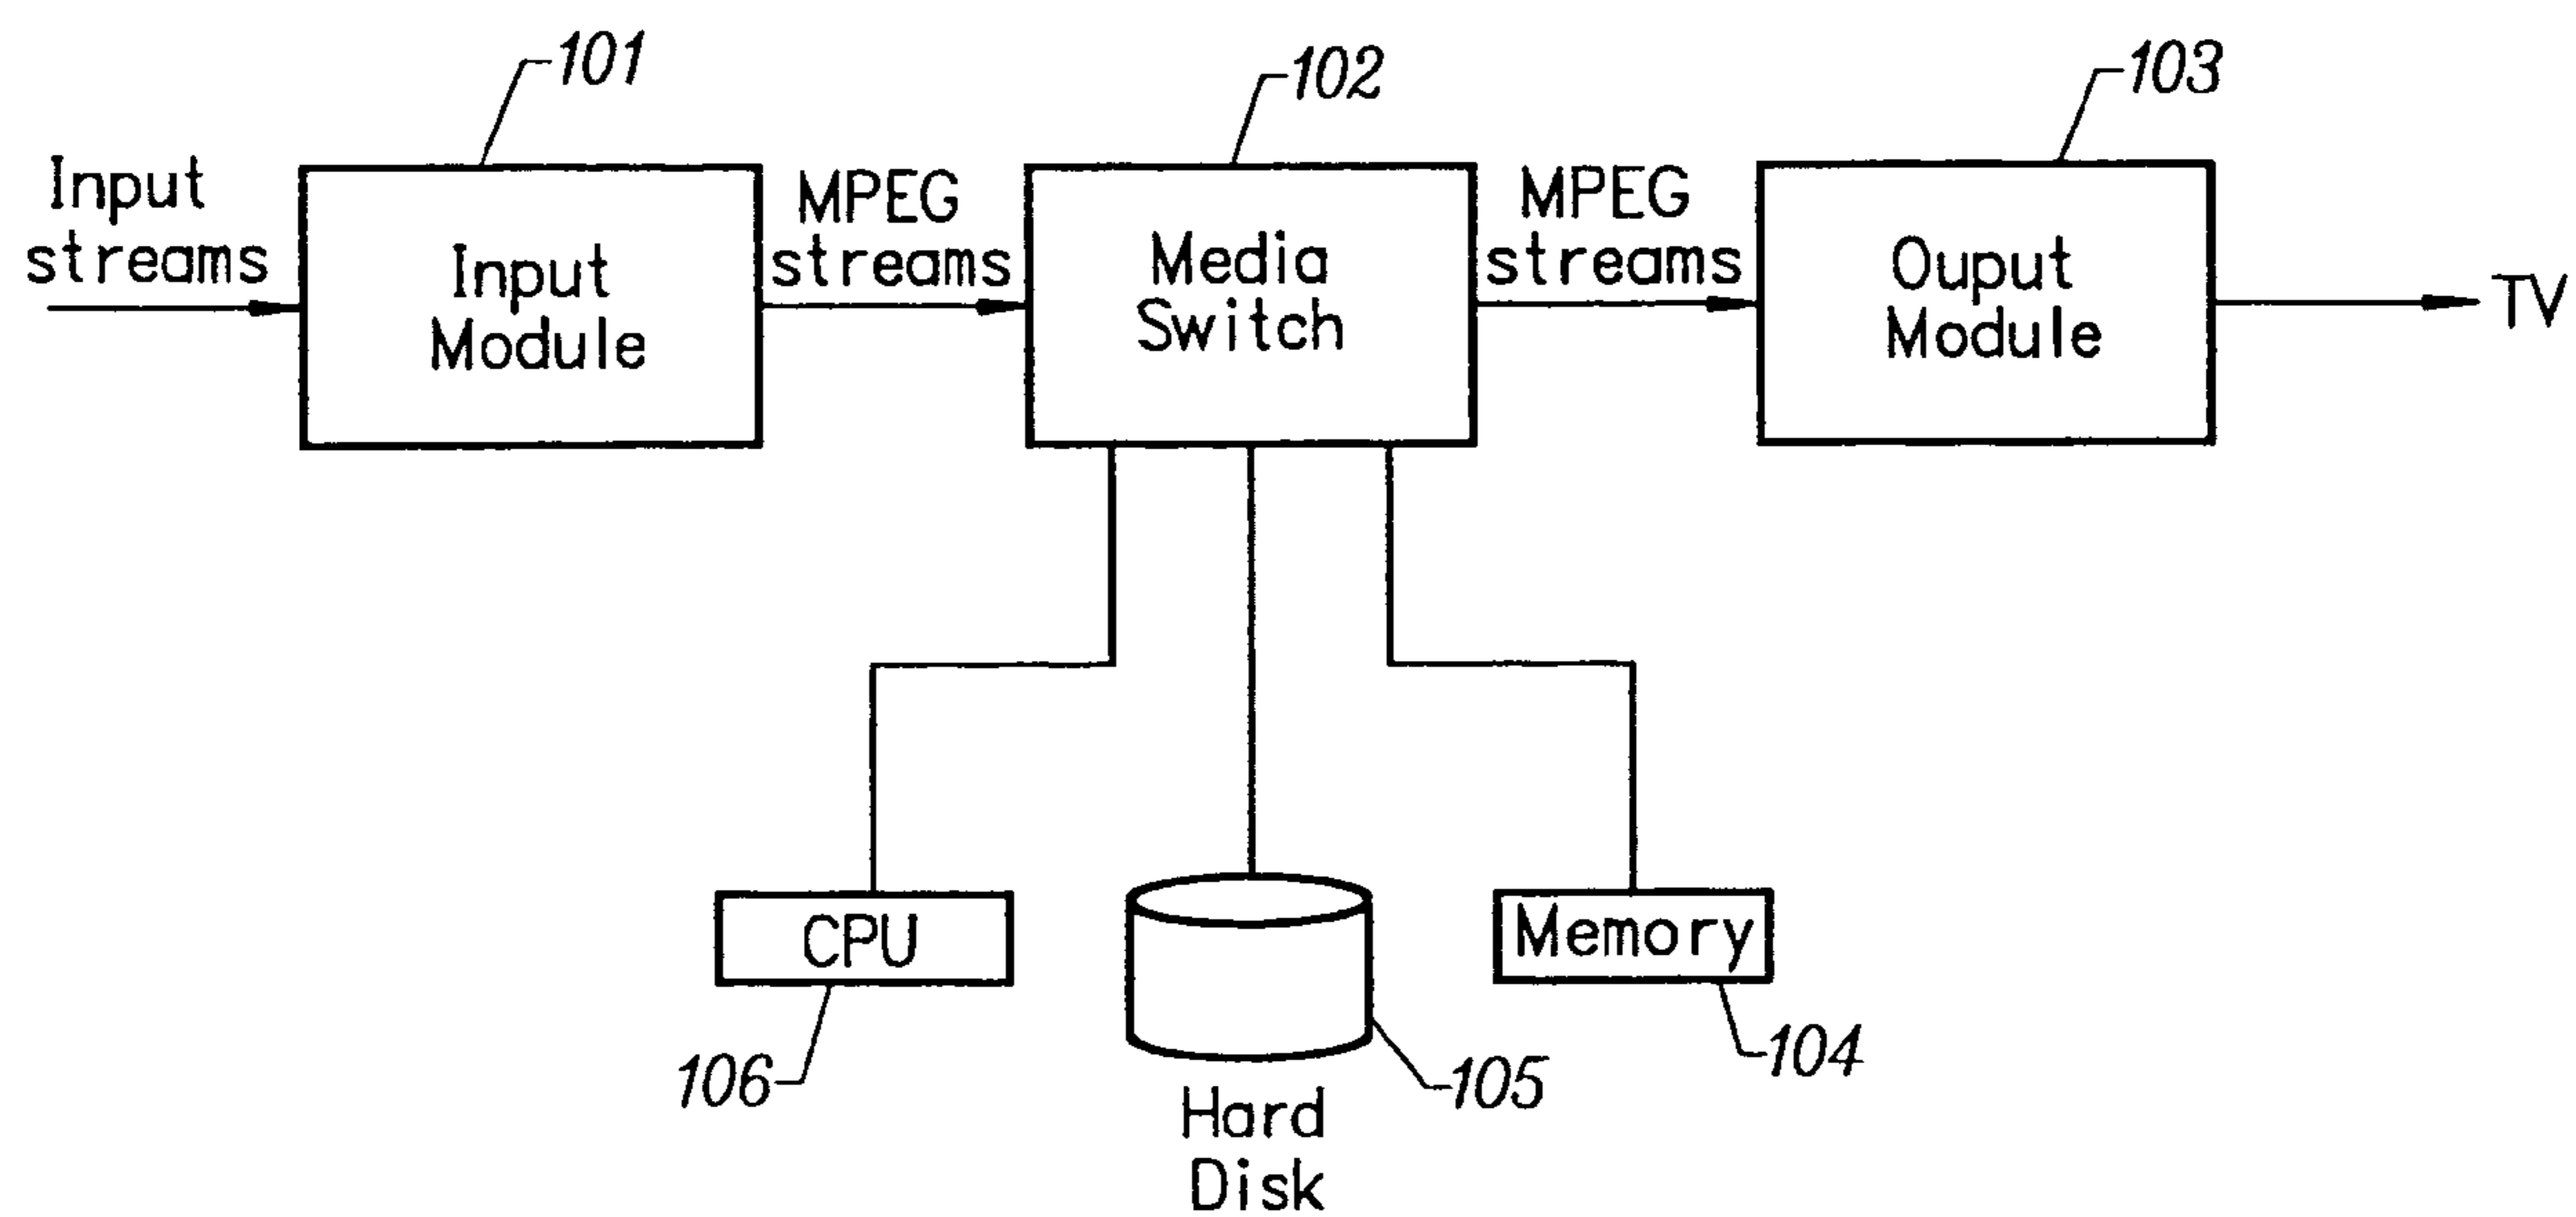 101
102
103
Input
streams
Input
Module
MPEG
streams
Media
Switch
MPEG
streams
Ouput
Module
TV
CPU
Memory
106
105
104
Hard
Disk